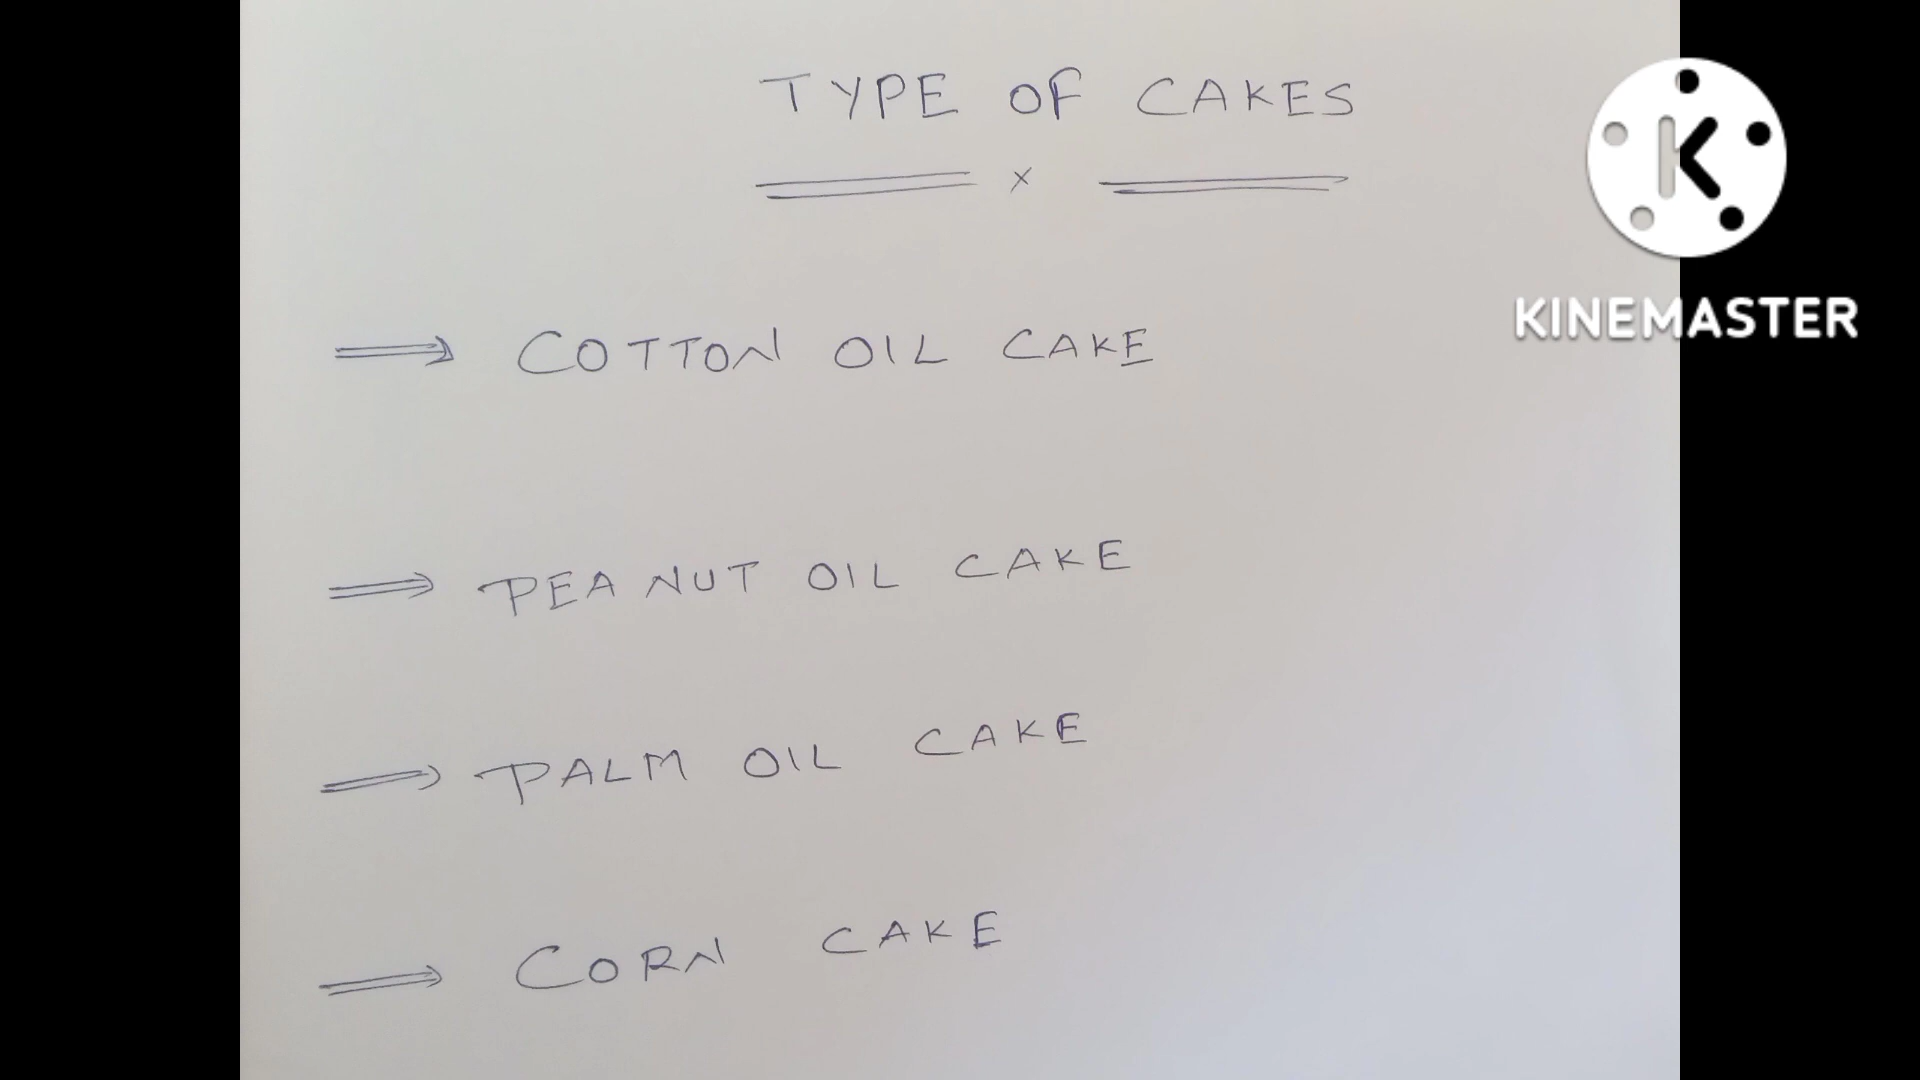 TYPE OF CAKES
x
⇒ COTTON OIL CAKE
⇒ PEANUT OIL CAKE
⇒ PALM OIL CAKE
⇒ CORN CAKE
K
KINEMASTER